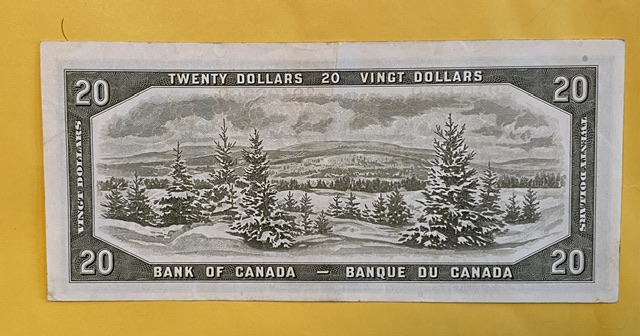 TWENTY DOLLARS 20 VINGT DOLLARS
20
20
VINGT DOLLARS
TWENTY DOLLARS
20
20
BANK OF CANADA — BANQUE DU CANADA